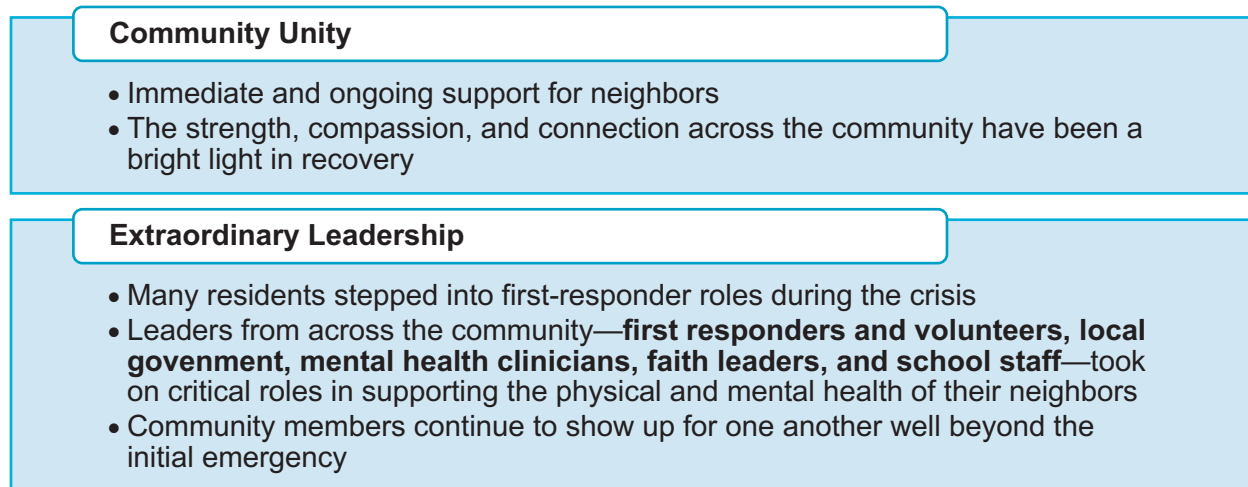 Community Unity
• Immediate and ongoing support for neighbors
• The strength, compassion, and connection across the community have been a
bright light in recovery
Extraordinary Leadership
• Many residents stepped into first-responder roles during the crisis
• Leaders from across the community—first responders and volunteers, local
govenment, mental health clinicians, faith leaders, and school staff—took
on critical roles in supporting the physical and mental health of their neighbors
• Community members continue to show up for one another well beyond the
initial emergency